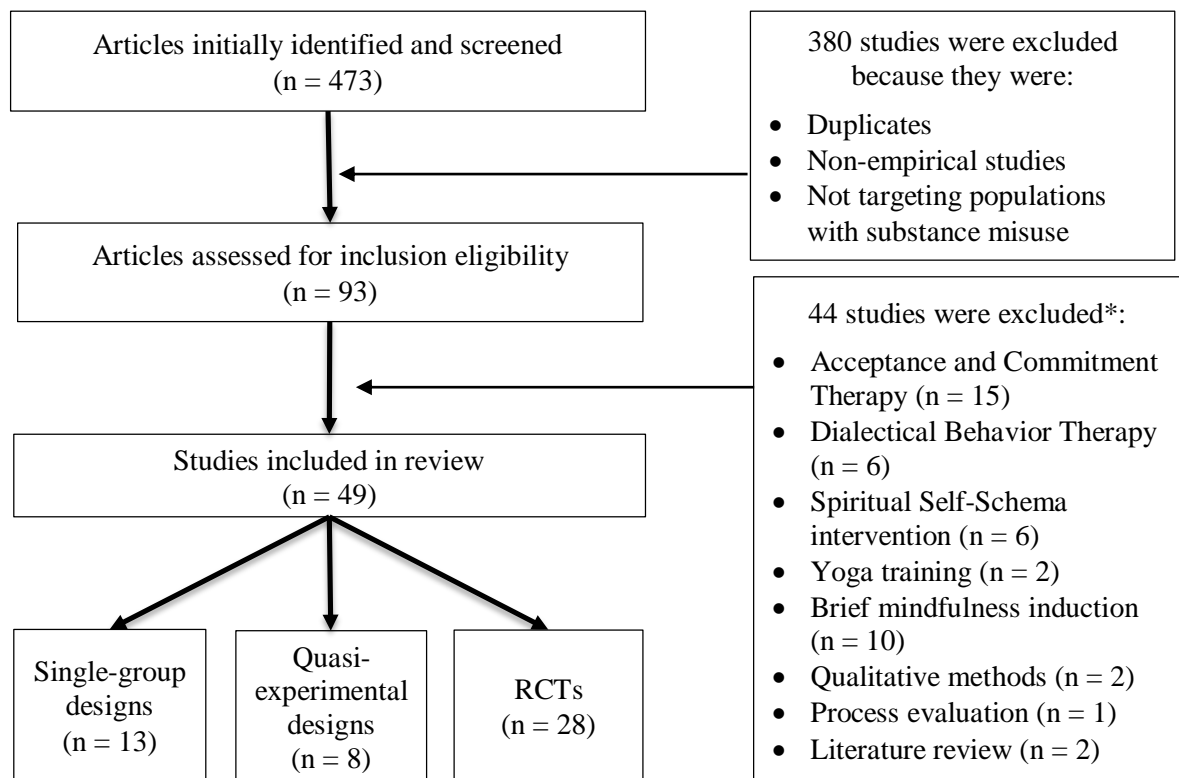 Articles initially identified and screened
(n = 473)
380 studies were excluded
because they were:
• Duplicates
• Non-empirical studies
• Not targeting populations
with substance misuse
Articles assessed for inclusion eligibility
(n = 93)
44 studies were excluded*:
• Acceptance and Commitment
Therapy (n = 15)
• Dialectical Behavior Therapy
(n = 6)
• Spiritual Self-Schema
intervention (n = 6)
• Yoga training (n = 2)
• Brief mindfulness induction
(n = 10)
• Qualitative methods (n = 2)
• Process evaluation (n = 1)
• Literature review (n = 2)
Studies included in review
(n = 49)
Single-group
designs
(n = 13)
Quasi-
experimental
designs
(n = 8)
RCTs
(n = 28)